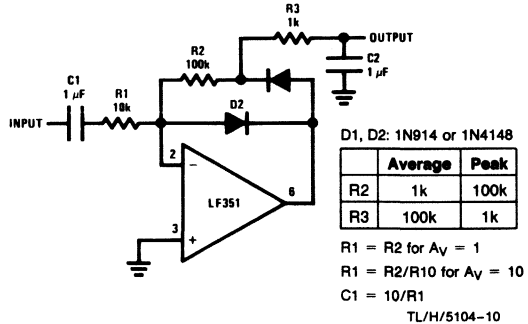 R3
1k
OUTPUT
R2
100k
C2
1 µF
C1
1 µF
R1
10k
D2
INPUT
2
−
LF351
6
3
+
D1, D2: 1N914 or 1N4148
Average Peak
R2 1k 100k
R3 100k 1k
R1 = R2 for AV = 1
R1 = R2/R10 for AV = 10
C1 = 10/R1
TL/H/5104-10